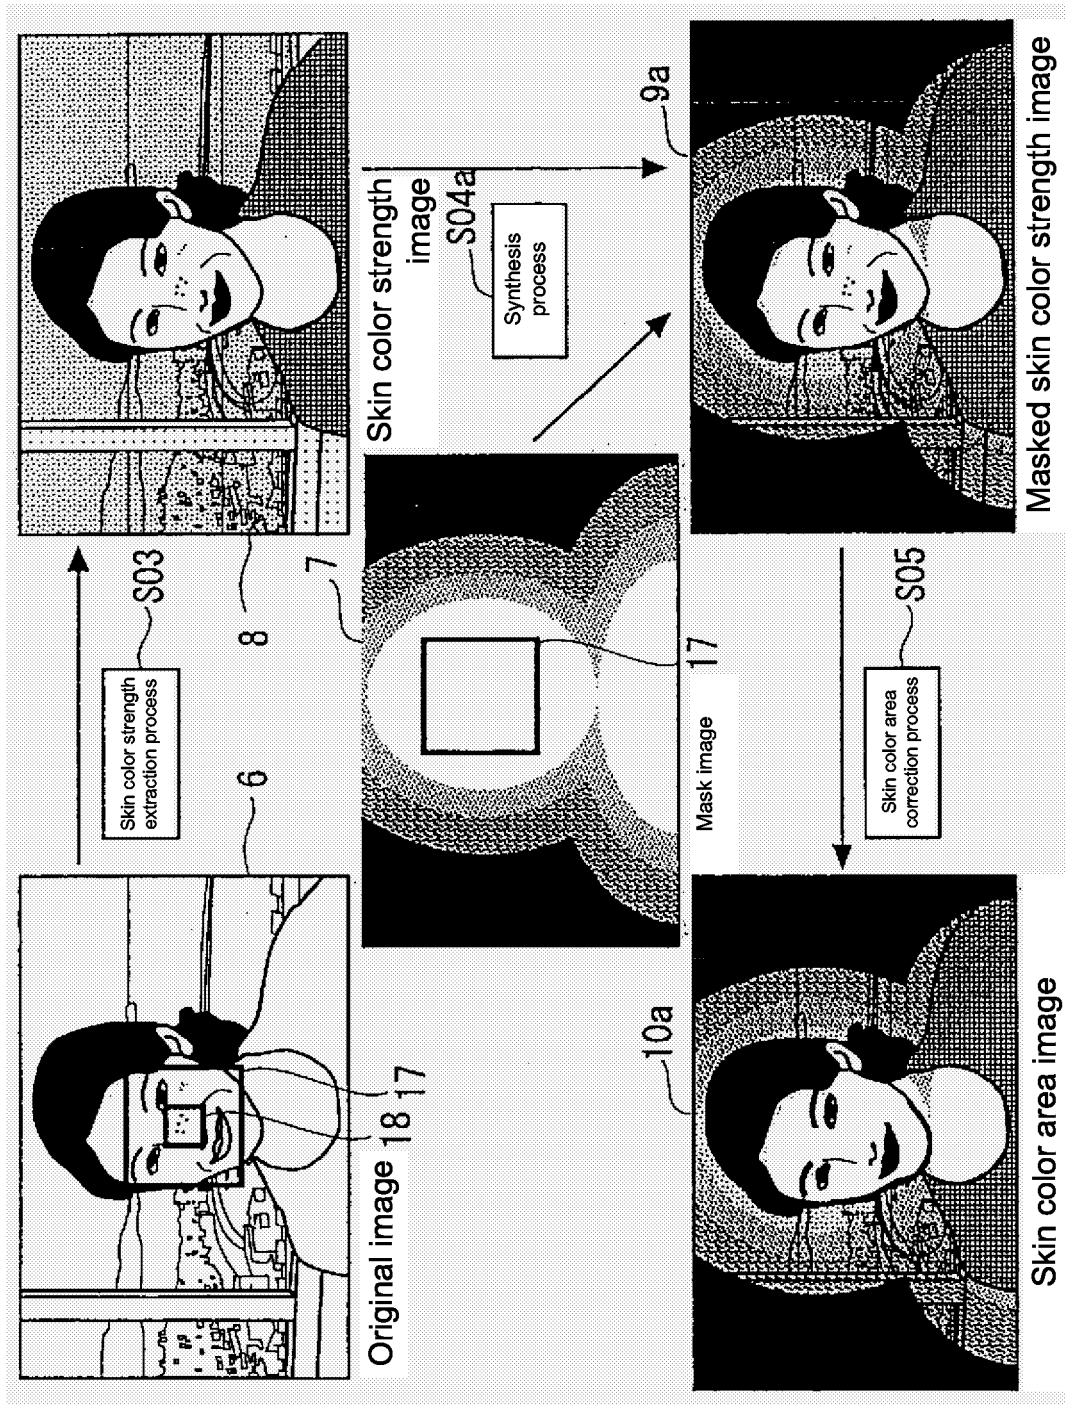 Original image
6
17
18
Skin color strength
extraction process
S03
8
Skin color strength
image
7
17
Mask image
Synthesis
process
S04a
9a
Masked skin color strength image
Skin color area
correction process
S05
10a
Skin color area image